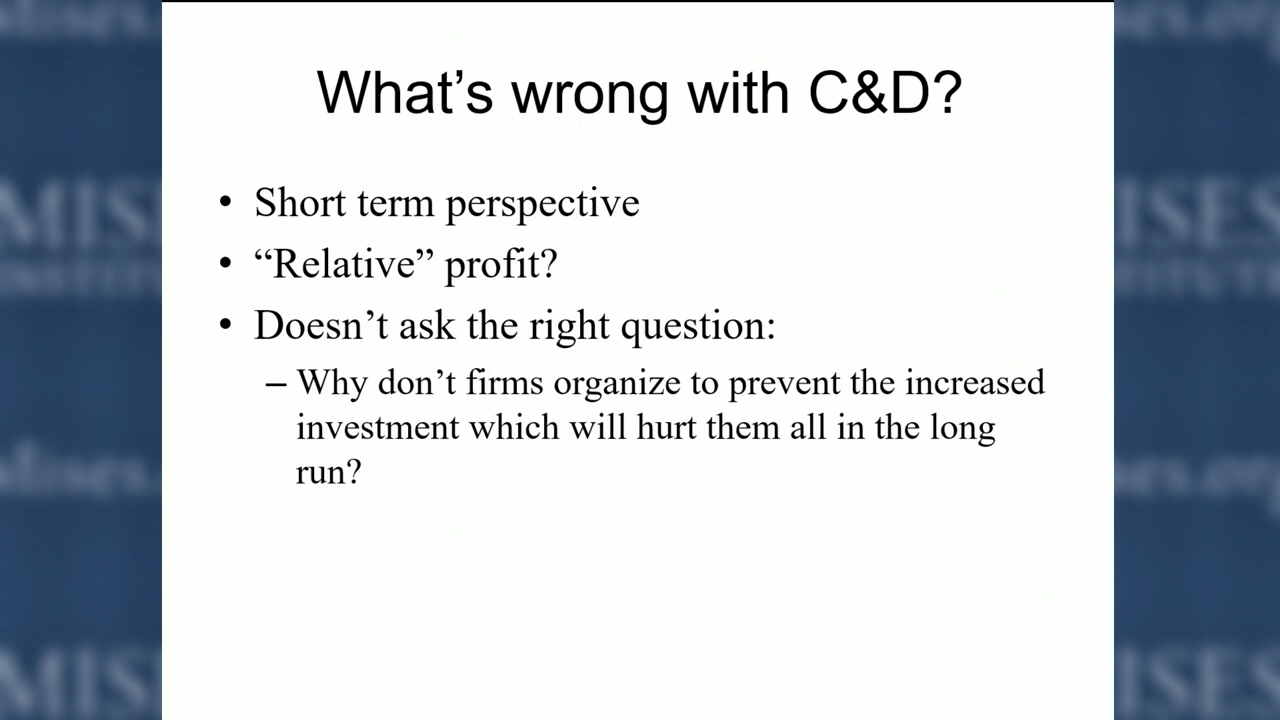 What’s wrong with C&D?
• Short term perspective
• “Relative” profit?
• Doesn’t ask the right question:
– Why don’t firms organize to prevent the increased
investment which will hurt them all in the long
run?